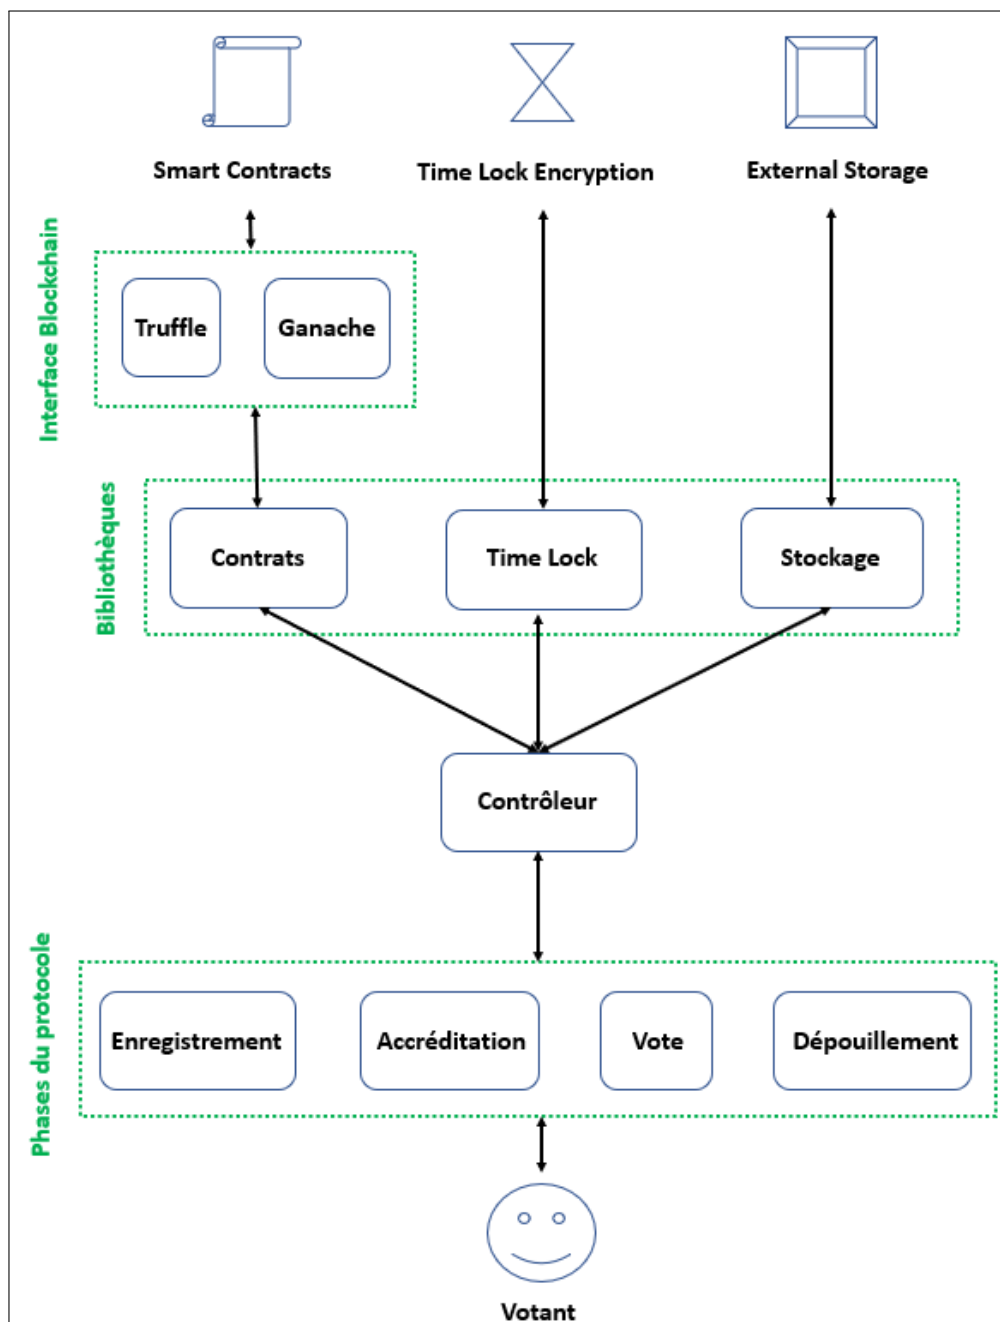 Smart Contracts
Time Lock Encryption
External Storage
Interface Blockchain
Truffle
Ganache
Bibliothèques
Contrats
Time Lock
Stockage
Contrôleur
Phases du protocole
Enregistrement
Accréditation
Vote
Dépouillement
Votant